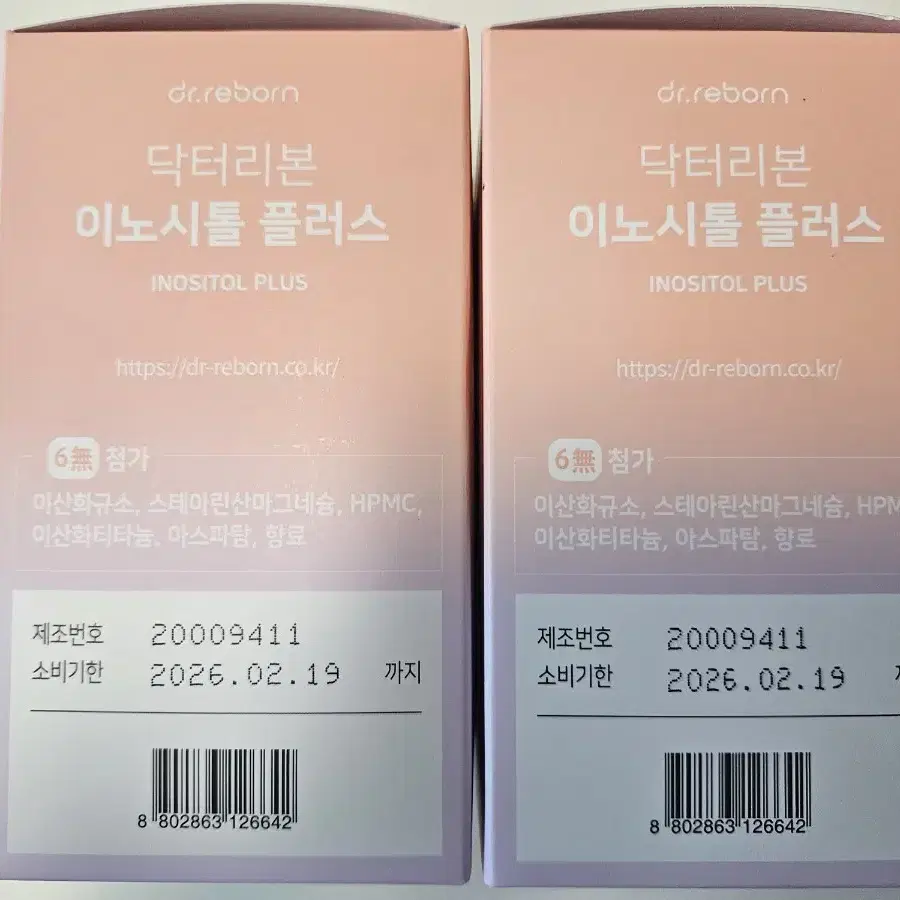 dr.reborn
닥터리본
이노시톨 플러스
INOSITOL PLUS
https://dr-reborn.co.kr/
6無 첨가
이산화규소, 스테아린산마그네슘, HPMC,
이산화티타늄, 아스파탐, 향료
제조번호 20009411
소비기한 2026.02.19 까지
8 802863 126642
dr.reborn
닥터리본
이노시톨 플러스
INOSITOL PLUS
https://dr-reborn.co.kr/
6無 첨가
이산화규소, 스테아린산마그네슘, HPM
이산화티타늄, 아스파탐, 향료
제조번호 20009411
소비기한 2026.02.19
8 802863 126642